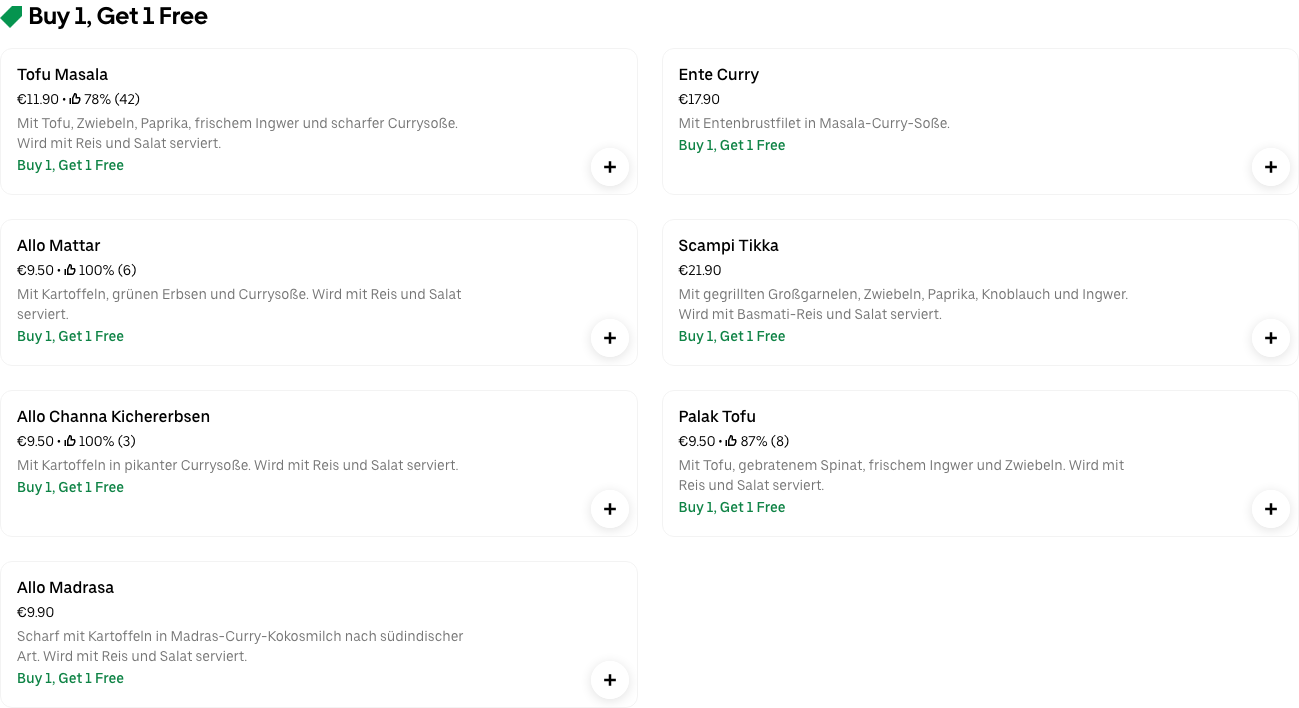 Buy 1, Get 1 Free
Tofu Masala
€11.90 • 78% (42)
Mit Tofu, Zwiebeln, Paprika, frischem Ingwer und scharfer Currysoße.
Wird mit Reis und Salat serviert.
Buy 1, Get 1 Free
Ente Curry
€17.90
Mit Entenbrustfilet in Masala-Curry-Soße.
Buy 1, Get 1 Free
Allo Mattar
€9.50 • 100% (6)
Mit Kartoffeln, grünen Erbsen und Currysoße. Wird mit Reis und Salat
serviert.
Buy 1, Get 1 Free
Scampi Tikka
€21.90
Mit gegrillten Großgarnelen, Zwiebeln, Paprika, Knoblauch und Ingwer.
Wird mit Basmati-Reis und Salat serviert.
Buy 1, Get 1 Free
Allo Channa Kichererbsen
€9.50 • 100% (3)
Mit Kartoffeln in pikanter Currysoße. Wird mit Reis und Salat serviert.
Buy 1, Get 1 Free
Palak Tofu
€9.50 • 87% (8)
Mit Tofu, gebratenem Spinat, frischem Ingwer und Zwiebeln. Wird mit
Reis und Salat serviert.
Buy 1, Get 1 Free
Allo Madrasa
€9.90
Scharf mit Kartoffeln in Madras-Curry-Kokosmilch nach südindischer
Art. Wird mit Reis und Salat serviert.
Buy 1, Get 1 Free